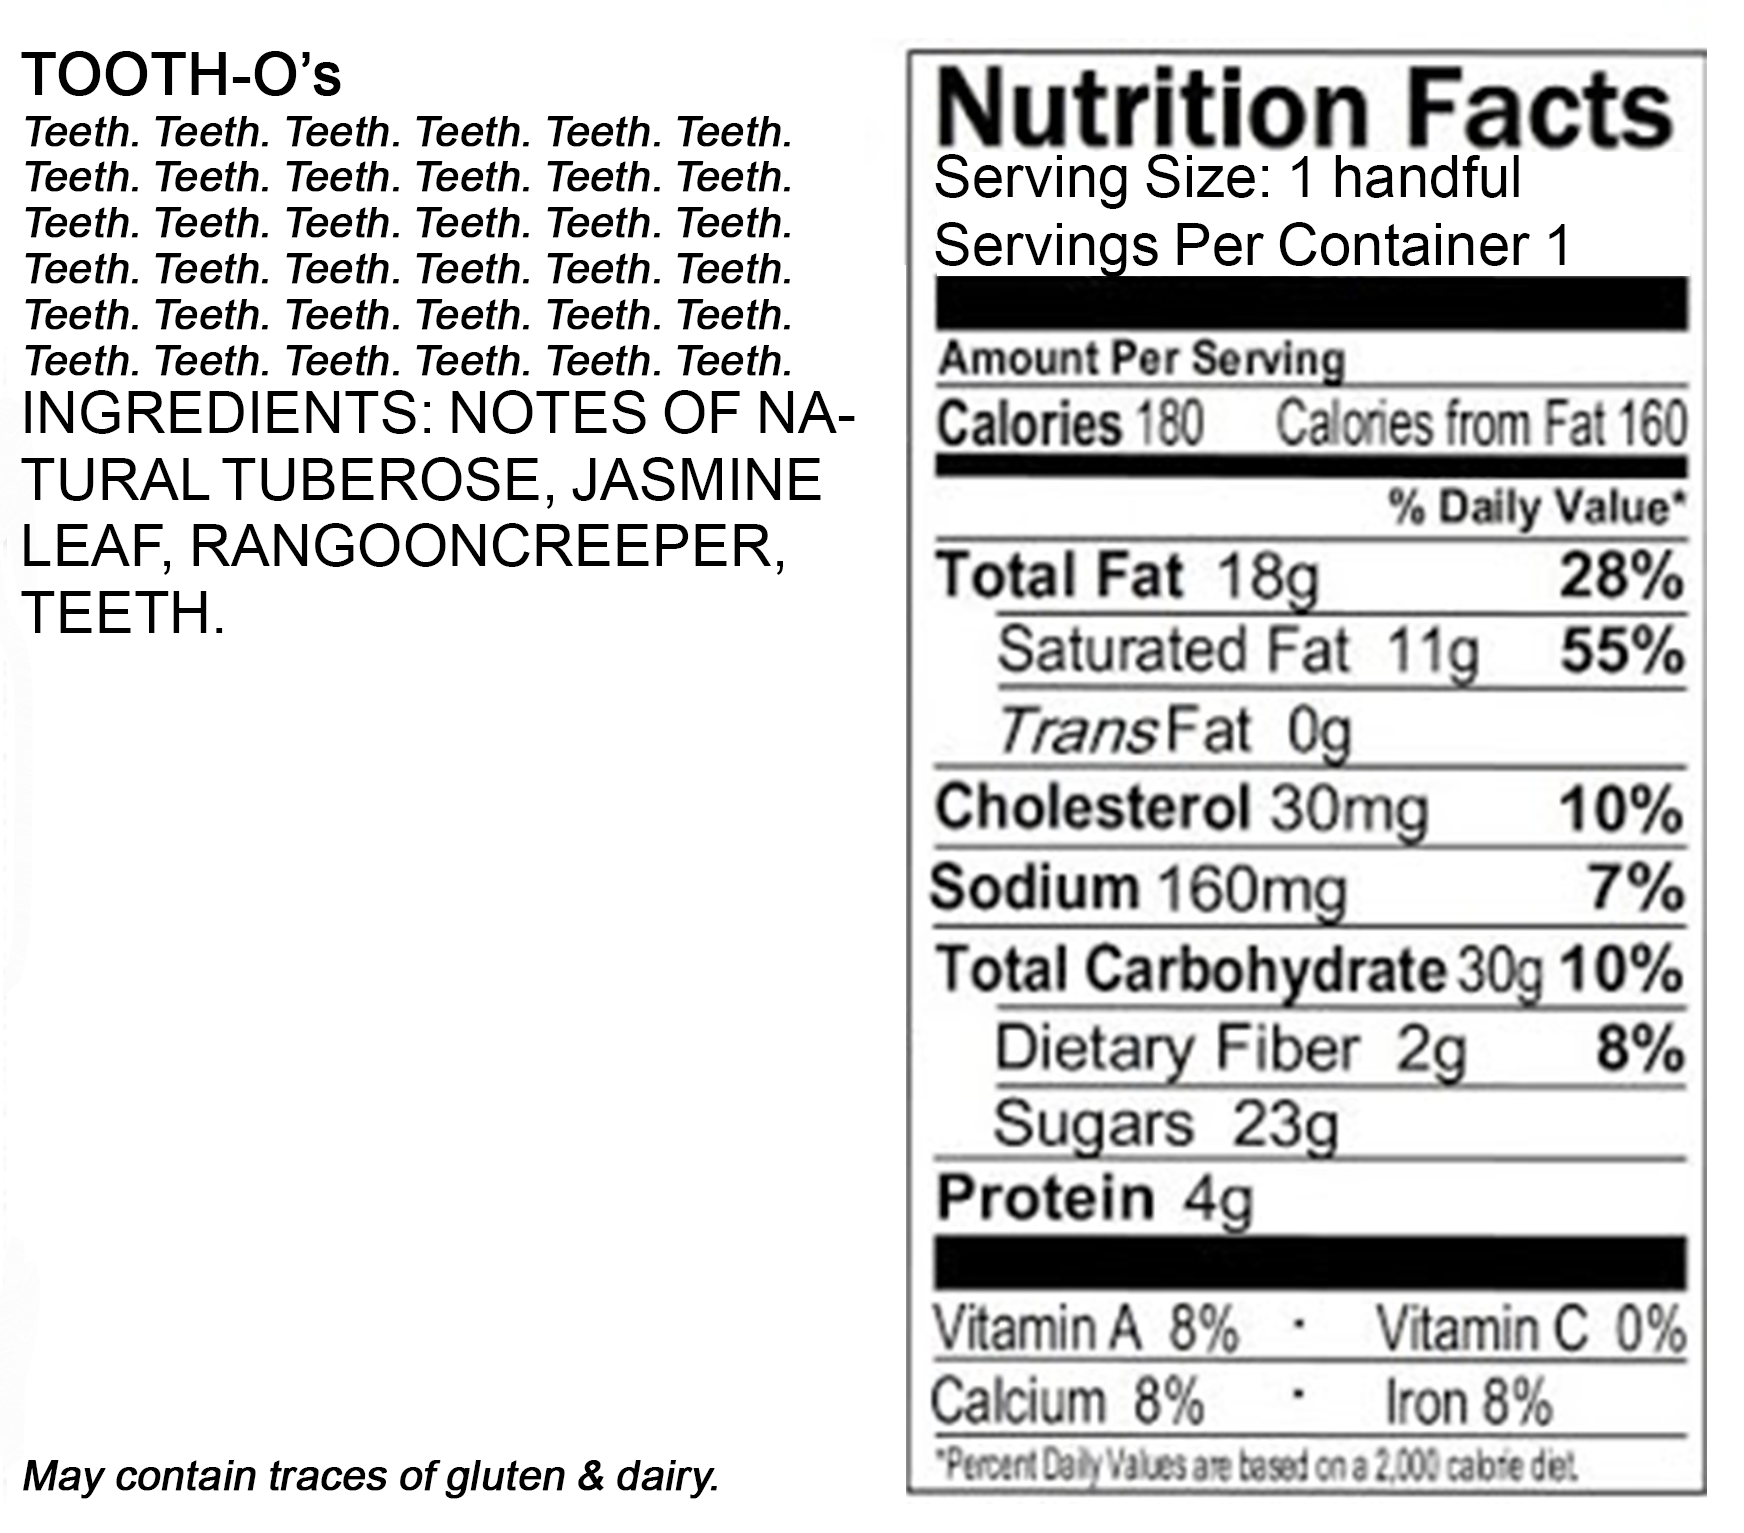 TOOTH-O’s
Teeth. Teeth. Teeth. Teeth. Teeth. Teeth.
Teeth. Teeth. Teeth. Teeth. Teeth. Teeth.
Teeth. Teeth. Teeth. Teeth. Teeth. Teeth.
Teeth. Teeth. Teeth. Teeth. Teeth. Teeth.
Teeth. Teeth. Teeth. Teeth. Teeth. Teeth.
Teeth. Teeth. Teeth. Teeth. Teeth. Teeth.
INGREDIENTS: NOTES OF NA-
TURAL TUBEROSE, JASMINE
LEAF, RANGOONCREEPER,
TEETH.
May contain traces of gluten & dairy.
Nutrition Facts
Serving Size: 1 handful
Servings Per Container 1
Amount Per Serving
Calories 180 Calories from Fat 160
% Daily Value*
Total Fat 18g 28%
Saturated Fat 11g 55%
Trans Fat 0g
Cholesterol 30mg 10%
Sodium 160mg 7%
Total Carbohydrate 30g 10%
Dietary Fiber 2g 8%
Sugars 23g
Protein 4g
Vitamin A 8% · Vitamin C 0%
Calcium 8% · Iron 8%
*Percent Daily Values are based on a 2,000 calorie diet.